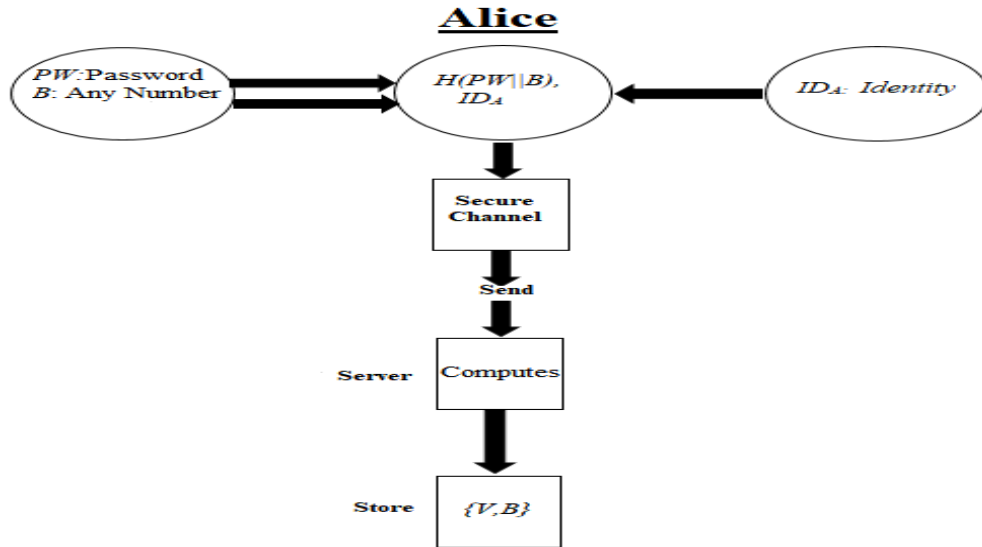 Alice
PW:Password
B: Any Number
H(PW||B),
IDA
IDA: Identity
Secure
Channel
Send
Server
Computes
Store
{V,B}